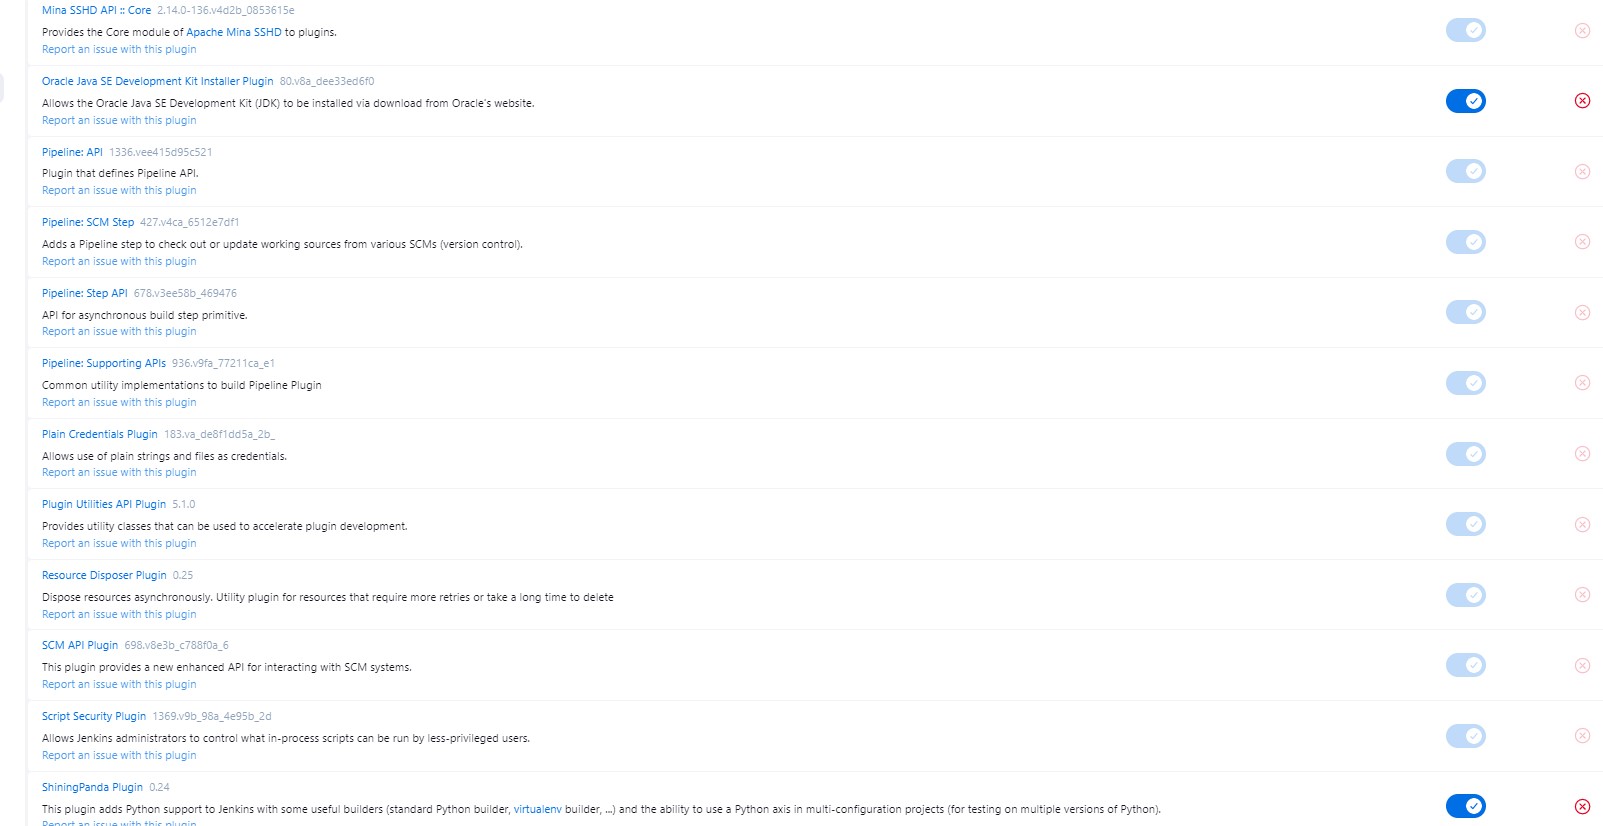 Mina SSHD API :: Core 2.14.0-136.v4d2b_0853615e
Provides the Core module of Apache Mina SSHD to plugins.
Report an issue with this plugin
Oracle Java SE Development Kit Installer Plugin 80.v8a_dee33ed6f0
Allows the Oracle Java SE Development Kit (JDK) to be installed via download from Oracle's website.
Report an issue with this plugin
Pipeline: API 1336.vee415d95c521
Plugin that defines Pipeline API.
Report an issue with this plugin
Pipeline: SCM Step 427.v4ca_6512e7df1
Adds a Pipeline step to check out or update working sources from various SCMs (version control).
Report an issue with this plugin
Pipeline: Step API 678.v3ee58b_469476
API for asynchronous build step primitive.
Report an issue with this plugin
Pipeline: Supporting APIs 936.v9fa_77211ca_e1
Common utility implementations to build Pipeline Plugin
Report an issue with this plugin
Plain Credentials Plugin 183.va_de8f1dd5a_2b_
Allows use of plain strings and files as credentials.
Report an issue with this plugin
Plugin Utilities API Plugin 5.1.0
Provides utility classes that can be used to accelerate plugin development.
Report an issue with this plugin
Resource Disposer Plugin 0.25
Dispose resources asynchronously. Utility plugin for resources that require more retries or take a long time to delete
Report an issue with this plugin
SCM API Plugin 698.v8e3b_c788f0a_6
This plugin provides a new enhanced API for interacting with SCM systems.
Report an issue with this plugin
Script Security Plugin 1369.v9b_98a_4e95b_2d
Allows Jenkins administrators to control what in-process scripts can be run by less-privileged users.
Report an issue with this plugin
ShiningPanda Plugin 0.24
This plugin adds Python support to Jenkins with some useful builders (standard Python builder, virtualenv builder, ...) and the ability to use a Python axis in multi-configuration projects (for testing on multiple versions of Python).
Report an issue with this plugin